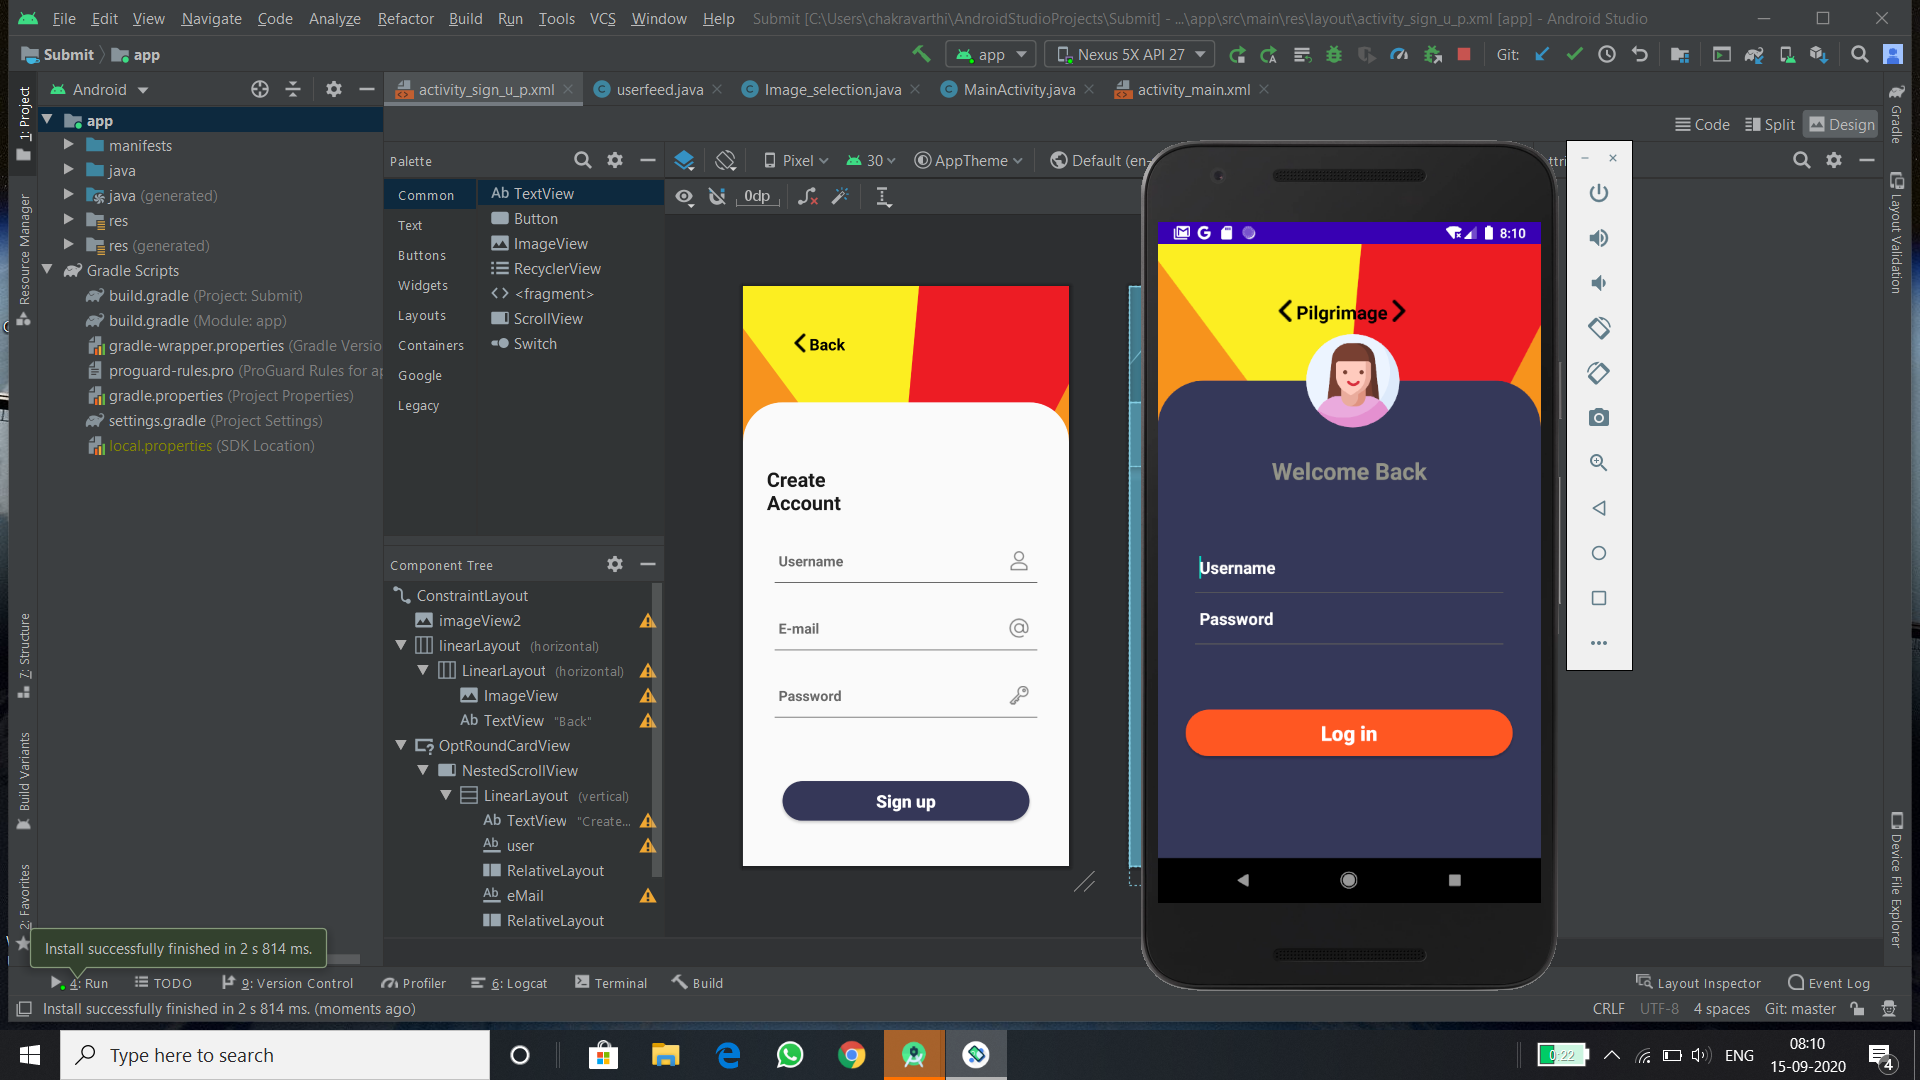 File Edit View Navigate Code Analyze Refactor Build Run Tools VCS Window Help Submit [C:\Users\chakravarthi\AndroidStudioProjects\Submit] - ...\app\src\main\res\layout\activity_sign_u_p.xml [app] - Android Studio
Submit app
app Nexus 5X API 27 Git:
1: Project
Resource Manager
7: Structure
Build Variants
2: Favorites
Android
app
manifests
java
java (generated)
res
res (generated)
Gradle Scripts
build.gradle (Project: Submit)
build.gradle (Module: app)
gradle-wrapper.properties (Gradle Versio
proguard-rules.pro (ProGuard Rules for ap
gradle.properties (Project Properties)
settings.gradle (Project Settings)
local.properties (SDK Location)
activity_sign_u_p.xml userfeed.java Image_selection.java MainActivity.java activity_main.xml
Code Split Design
Palette
Common
Text
Buttons
Widgets
Layouts
Containers
Google
Legacy
Ab TextView
Button
ImageView
RecyclerView
<> <fragment>
ScrollView
Switch
Pixel 30 AppTheme Default (en- ttri
0dp
Component Tree
ConstraintLayout
imageView2
linearLayout (horizontal)
LinearLayout (horizontal)
ImageView
Ab TextView "Back"
OptRoundCardView
NestedScrollView
LinearLayout (vertical)
Ab TextView "Create...
Ab user
RelativeLayout
Ab eMail
RelativeLayout
Back
Create
Account
Username
E-mail
@
Password
Sign up
G 8:10
Pilgrimage
Welcome Back
Username
Password
Log in
Gradle
Layout Validation
Device File Explorer
Install successfully finished in 2 s 814 ms.
4: Run TODO 9: Version Control Profiler 6: Logcat Terminal Build Layout Inspector Event Log
Install successfully finished in 2 s 814 ms. (moments ago) CRLF UTF-8 4 spaces Git: master
Type here to search
0:22 ENG
08:10
15-09-2020
4